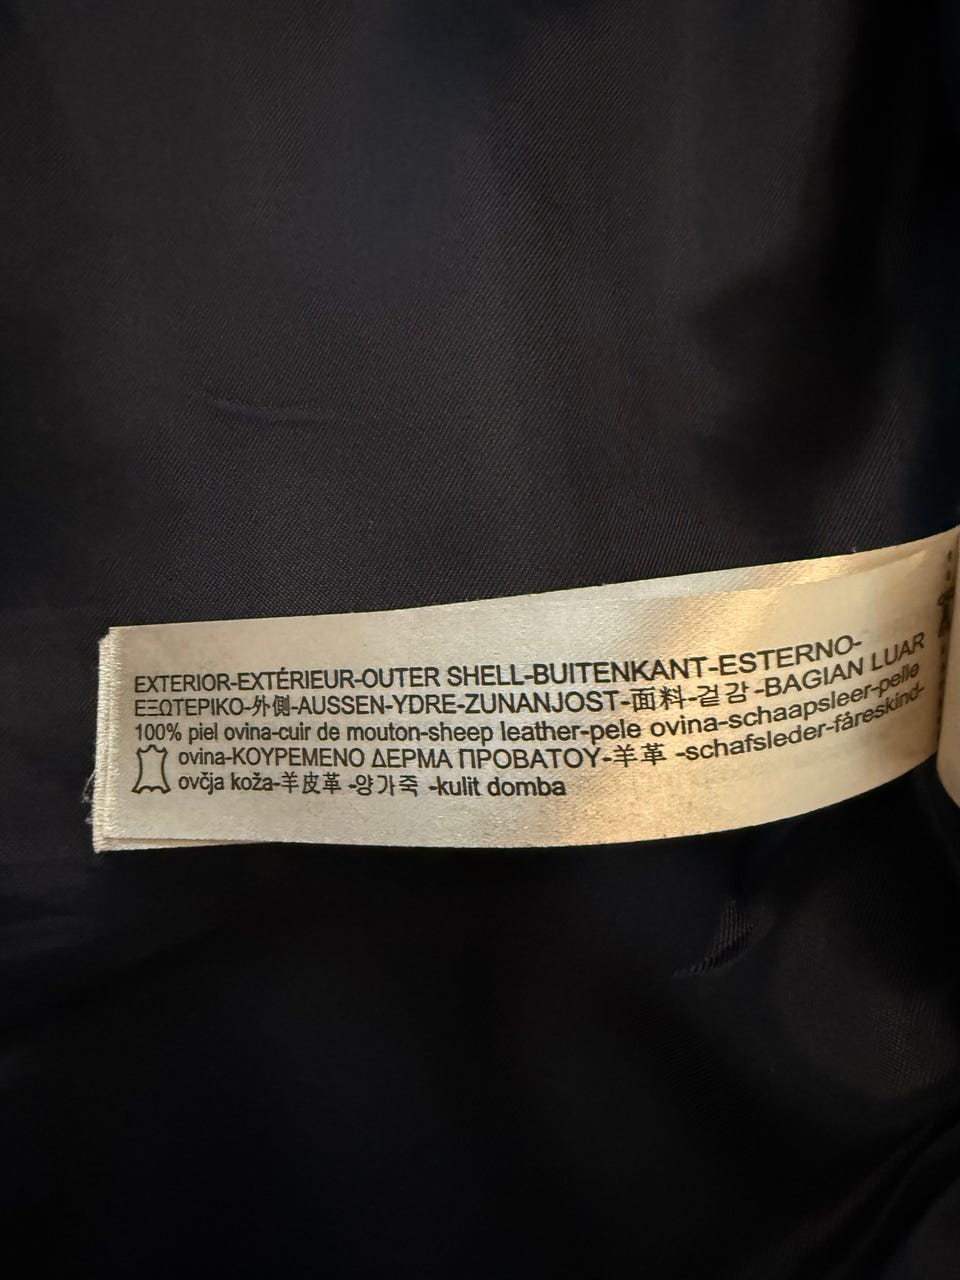 EXTERIOR-EXTÉRIEUR-OUTER SHELL-BUITENKANT-ESTERNO-
ΕΞΩΤΕΡΙΚΟ-外側-AUSSEN-YDRE-ZUNANJOST-面料-겉감-BAGIAN LUAR
100% piel ovina-cuir de mouton-sheep leather-pele ovina-schaapsleer-pelle
ovina-ΚΟΥΡΕΜΕΝΟ ΔΕΡΜΑ ΠΡΟΒΑΤΟΥ-羊革 -schafsleder-fåreskind-
ovčja koža-羊皮革 -양가죽 -kulit domba